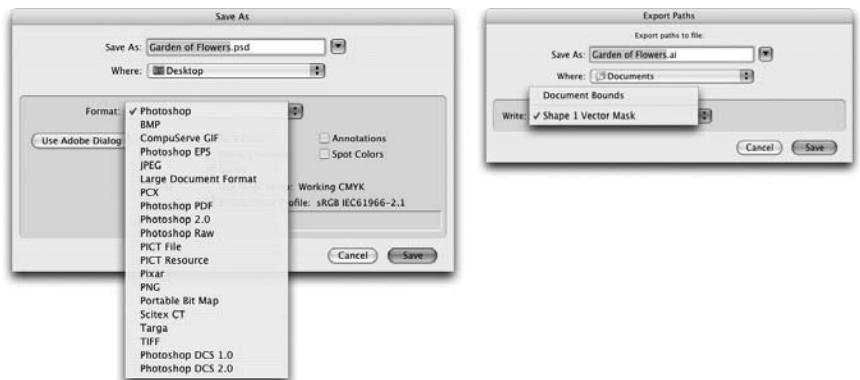 Save As
Save As: Garden of Flowers.psd
Where: Desktop
Format: ✓ Photoshop
BMP
CompuServe GIF
Photoshop EPS
JPEG
Large Document Format
PCX
Photoshop PDF
Photoshop 2.0
Photoshop Raw
PICT File
PICT Resource
Pixar
PNG
Portable Bit Map
Scitex CT
Targa
TIFF
Photoshop DCS 1.0
Photoshop DCS 2.0
Use Adobe Dialog
Annotations
Spot Colors
Working CMYK
ofile: sRGB IEC61966-2.1
Cancel Save
Export Paths
Export paths to file:
Save As: Garden of Flowers.ai
Where: Documents
Document Bounds
Write: ✓ Shape 1 Vector Mask
Cancel Save